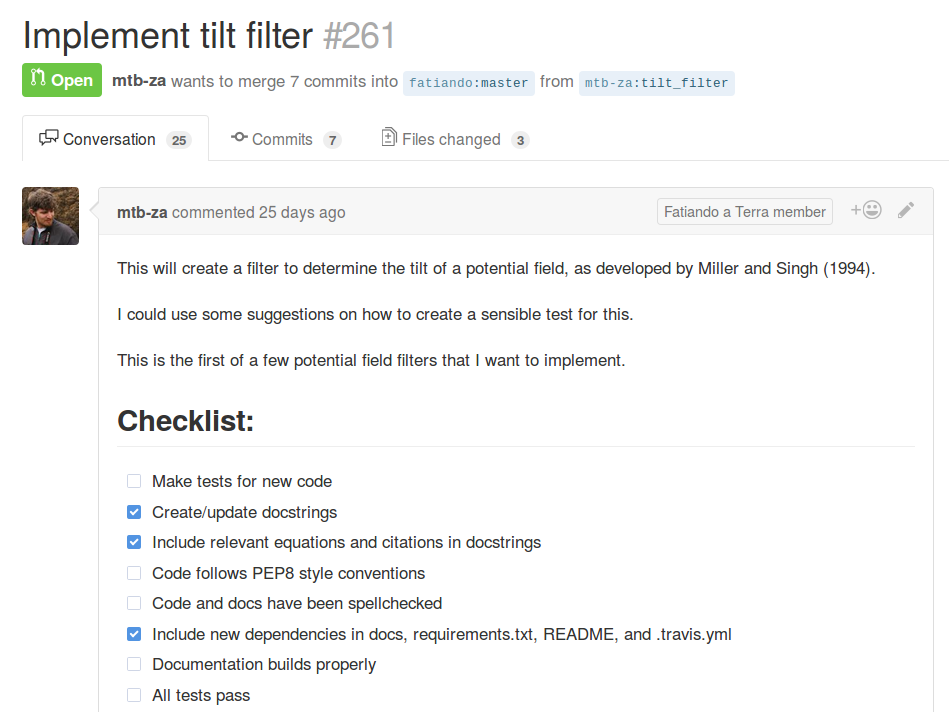 Implement tilt filter #261
Open mtb-za wants to merge 7 commits into fatiando:master from mtb-za:tilt_filter
Conversation 25 Commits 7 Files changed 3
mtb-za commented 25 days ago Fatiando a Terra member +
This will create a filter to determine the tilt of a potential field, as developed by Miller and Singh (1994).
I could use some suggestions on how to create a sensible test for this.
This is the first of a few potential field filters that I want to implement.
Checklist:
Make tests for new code
Create/update docstrings
Include relevant equations and citations in docstrings
Code follows PEP8 style conventions
Code and docs have been spellchecked
Include new dependencies in docs, requirements.txt, README, and .travis.yml
Documentation builds properly
All tests pass